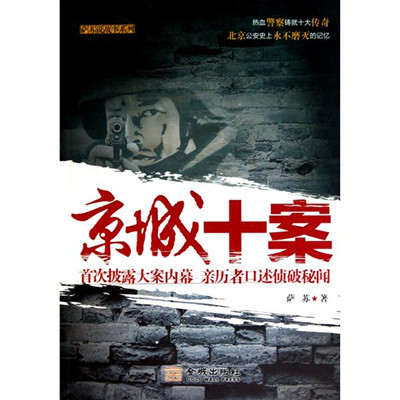 萨苏说故事系列
热血警察铸就十大传奇
北京公安史上永不磨灭的记忆
京城十案
首次披露大案内幕 亲历者口述侦破秘闻
萨苏★著
金城出版社
GOLD WALL PRESS